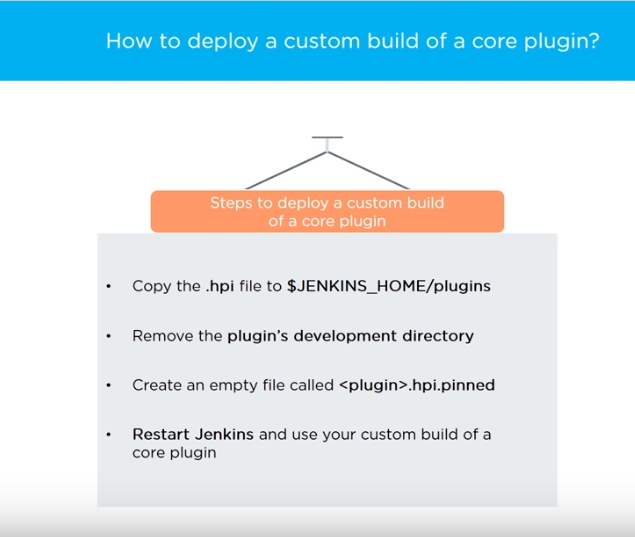 How to deploy a custom build of a core plugin?
Steps to deploy a custom build
of a core plugin
• Copy the .hpi file to $JENKINS_HOME/plugins
• Remove the plugin’s development directory
• Create an empty file called <plugin>.hpi.pinned
• Restart Jenkins and use your custom build of a
core plugin